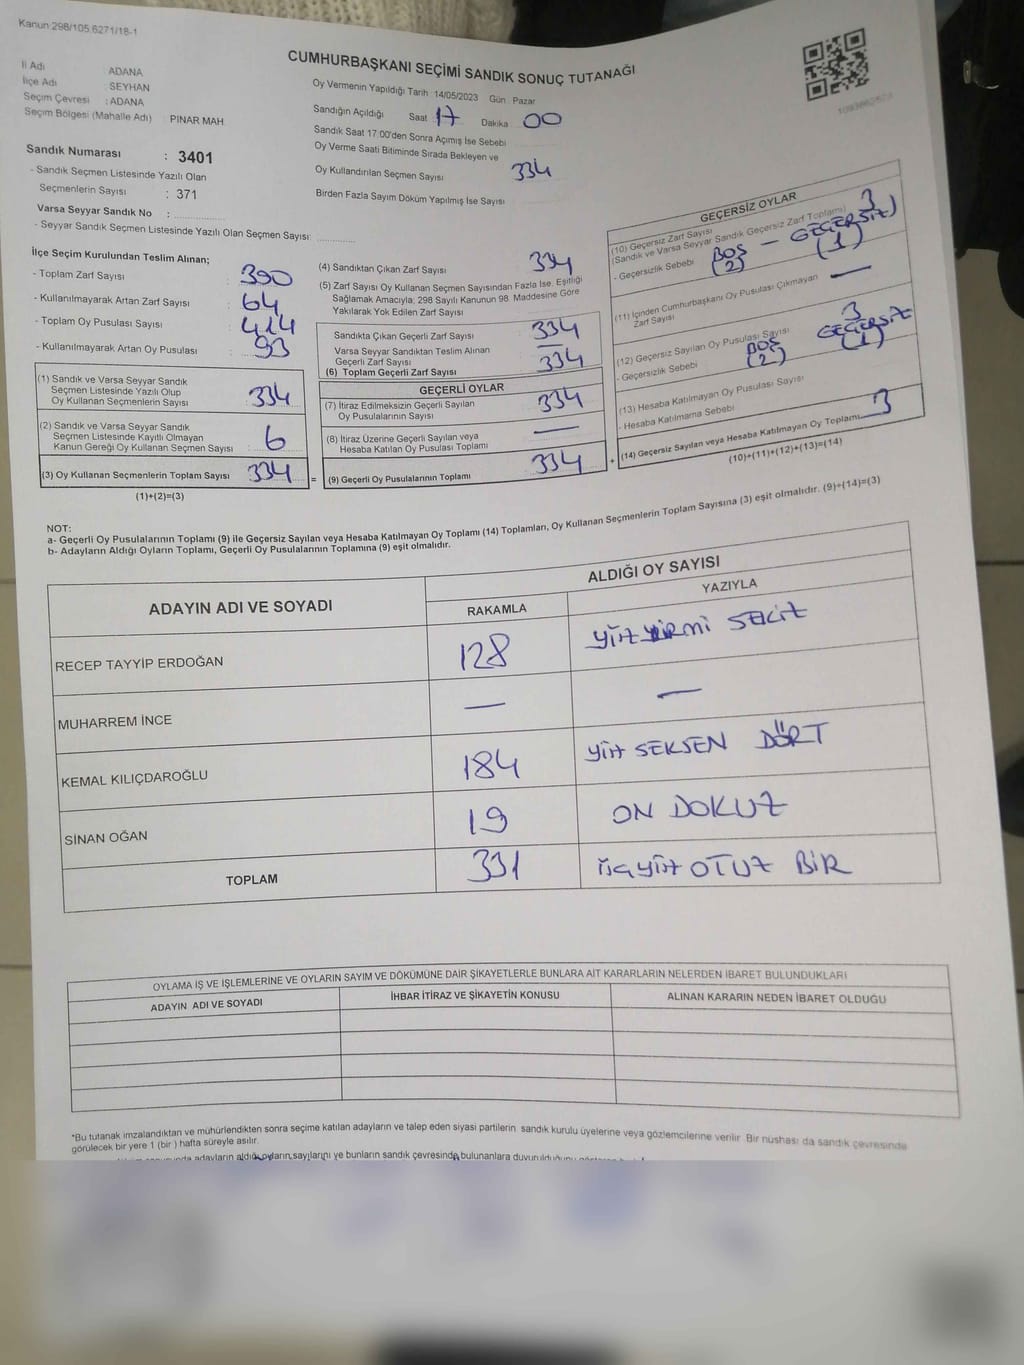 Kanun 298/105.6271/18-1
CUMHURBAŞKANI SEÇİMİ SANDIK SONUÇ TUTANAĞI
İl Adı ADANA
İlçe Adı SEYHAN
Seçim Çevresi : ADANA
Seçim Bölgesi (Mahalle Adı) PINAR MAH.
Sandık Numarası : 3401
- Sandık Seçmen Listesinde Yazılı Olan
Seçmenlerin Sayısı : 371
Varsa Seyyar Sandık No :
- Seyyar Sandık Seçmen Listesinde Yazılı Olan Seçmen Sayısı:
Oy Vermenin Yapıldığı Tarih 14/05/2023 Gün Pazar
Sandığın Açıldığı Saat 17 Dakika 00
Sandık Saat 17:00'den Sonra Açımış İse Sebebi
Oy Verme Saati Bitiminde Sırada Bekleyen ve
Oy Kullandırılan Seçmen Sayısı 334
Birden Fazla Sayım Döküm Yapılmış İse Sayısı
İlçe Seçim Kurulundan Teslim Alınan;
- Toplam Zarf Sayısı : 390
- Kullanılmayarak Artan Zarf Sayısı : 64
- Toplam Oy Pusulası Sayısı : 414
- Kullanılmayarak Artan Oy Pusulası : 93
(1) Sandık ve Varsa Seyyar Sandık
Seçmen Listesinde Yazılı Olup
Oy Kullanan Seçmenlerin Sayısı : 334
(2) Sandık ve Varsa Seyyar Sandık
Seçmen Listesinde Kayıtlı Olmayan
Kanun Gereği Oy Kullanan Seçmen Sayısı : 6
(3) Oy Kullanan Seçmenlerin Toplam Sayısı : 334
(1)+(2)=(3)
(4) Sandıktan Çıkan Zarf Sayısı 334
(5) Zarf Sayısı Oy Kullanan Seçmen Sayısından Fazla İse, Eşitliği
Sağlamak Amacıyla, 298 Sayılı Kanunun 98. Maddesine Göre
Yakılarak Yok Edilen Zarf Sayısı
Sandıkta Çıkan Geçerli Zarf Sayısı 334
Varsa Seyyar Sandıktan Teslim Alınan
Geçerli Zarf Sayısı —
(6) Toplam Geçerli Zarf Sayısı 334
GEÇERLİ OYLAR
(7) İtiraz Edilmeksizin Geçerli Sayılan
Oy Pusulalarının Sayısı 334
(8) İtiraz Üzerine Geçerli Sayılan veya
Hesaba Katılan Oy Pusulası Toplamı —
= (9) Geçerli Oy Pusulalarının Toplamı 334 +
GEÇERSİZ OYLAR
(10) Geçersiz Zarf Sayısı 3
(Sandık ve Varsa Seyyar Sandık Geçersiz Zarf Toplamı)
- Geçersizlik Sebebi BOŞ — GEÇERSİZ)
(2) (1)
(11) İçinden Cumhurbaşkanı Oy Pusulası Çıkmayan
Zarf Sayısı —
(12) Geçersiz Sayılan Oy Pusulası Sayısı 3
- Geçersizlik Sebebi BOŞ GEÇERSİZ
(2) (1)
(13) Hesaba Katılmayan Oy Pusulası Sayısı
- Hesaba Katılmama Sebebi
(14) Geçersiz Sayılan veya Hesaba Katılmayan Oy Toplamı 3
(10)+(11)+(12)+(13)=(14)
NOT:
a- Geçerli Oy Pusulalarının Toplamı (9) ile Geçersiz Sayılan veya Hesaba Katılmayan Oy Toplamı (14) Toplamları, Oy Kullanan Seçmenlerin Toplam Sayısına (3) eşit olmalıdır. (9)+(14)=(3)
b- Adayların Aldığı Oyların Toplamı, Geçerli Oy Pusulalarının Toplamına (9) eşit olmalıdır.
ADAYIN ADI VE SOYADI ALDIĞI OY SAYISI
RAKAMLA YAZIYLA
RECEP TAYYİP ERDOĞAN 128 YÜZ YİRMİ SEKİZ
MUHARREM İNCE — —
KEMAL KILIÇDAROĞLU 184 YÜZ SEKSEN DÖRT
SİNAN OĞAN 19 ON DOKUZ
TOPLAM 331 ÜÇYÜZ OTUZ BİR
OYLAMA İŞ VE İŞLEMLERİNE VE OYLARIN SAYIM VE DÖKÜMÜNE DAİR ŞİKAYETLERLE BUNLARA AİT KARARLARIN NELERDEN İBARET BULUNDUKLARI
ADAYIN ADI VE SOYADI İHBAR İTİRAZ VE ŞİKAYETİN KONUSU ALINAN KARARIN NEDEN İBARET OLDUĞU
*Bu tutanak imzalandıktan ve mühürlendikten sonra seçime katılan adayların ve talep eden siyasi partilerin sandık kurulu üyelerine veya gözlemcilerine verilir. Bir nüshası da sandık çevresinde
görülecek bir yere 1 (bir ) hafta süreyle asılır.
adayların aldığı oyların sayılarını ve bunların sandık çevresinde bulunanlara duyurulduğunu